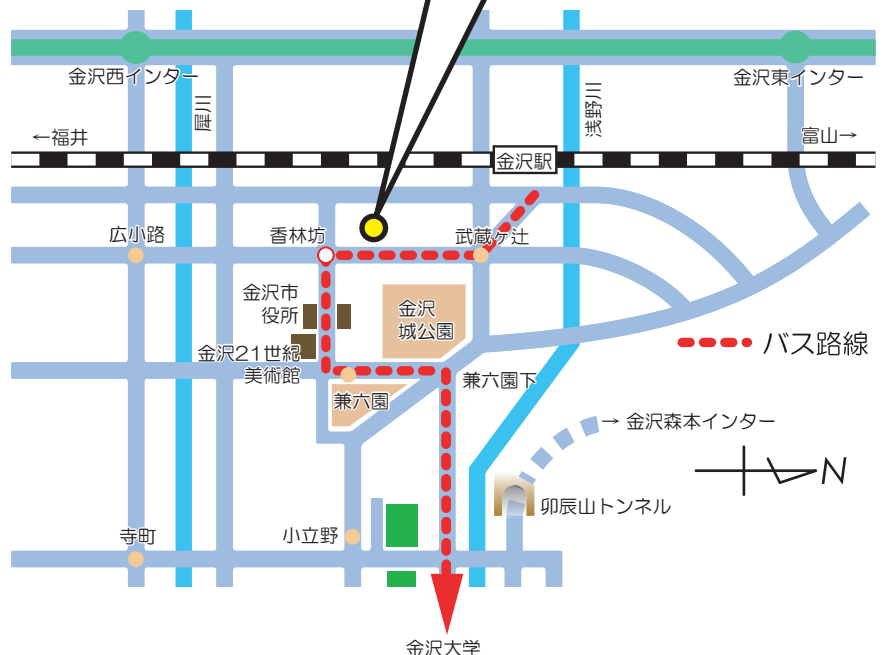 金沢西インター
金沢東インター
犀川
浅野川
←福井
富山→
金沢駅
広小路
香林坊
武蔵ヶ辻
金沢市
役所
金沢
城公園
金沢21世紀
美術館
バス路線
兼六園
兼六園下
→ 金沢森本インター
N
卯辰山トンネル
寺町
小立野
金沢大学